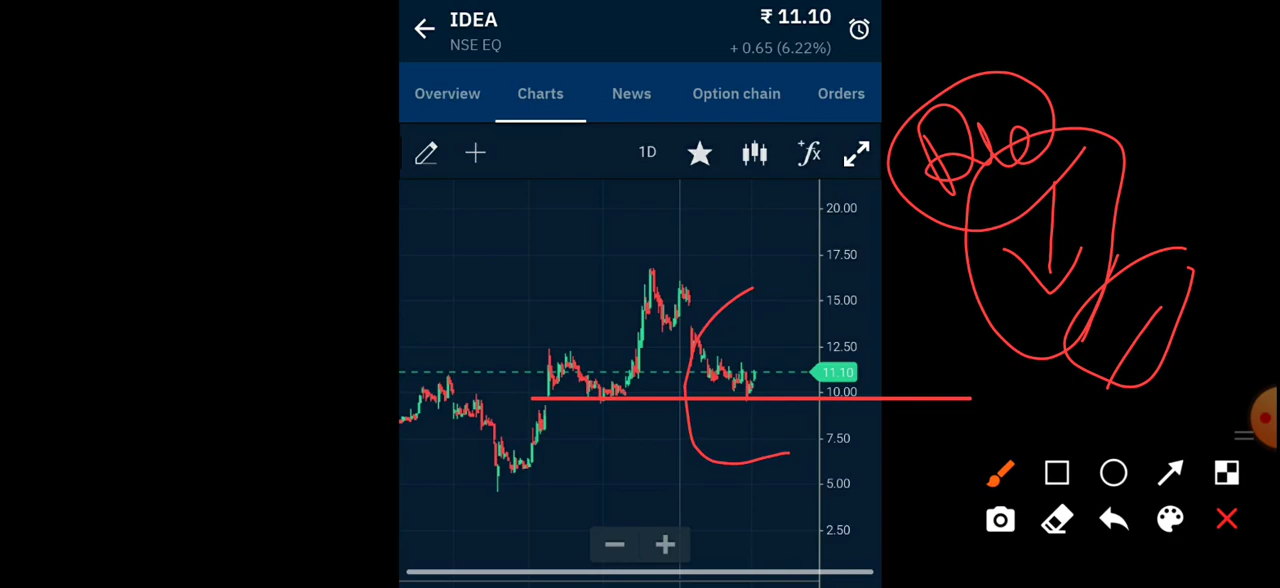 IDEA
₹ 11.10
NSE EQ
+ 0.65 (6.22%)
Overview Charts News Option chain Orders
1D
+fx
20.00
17.50
15.00
12.50
11.10
10.00
7.50
5.00
2.50